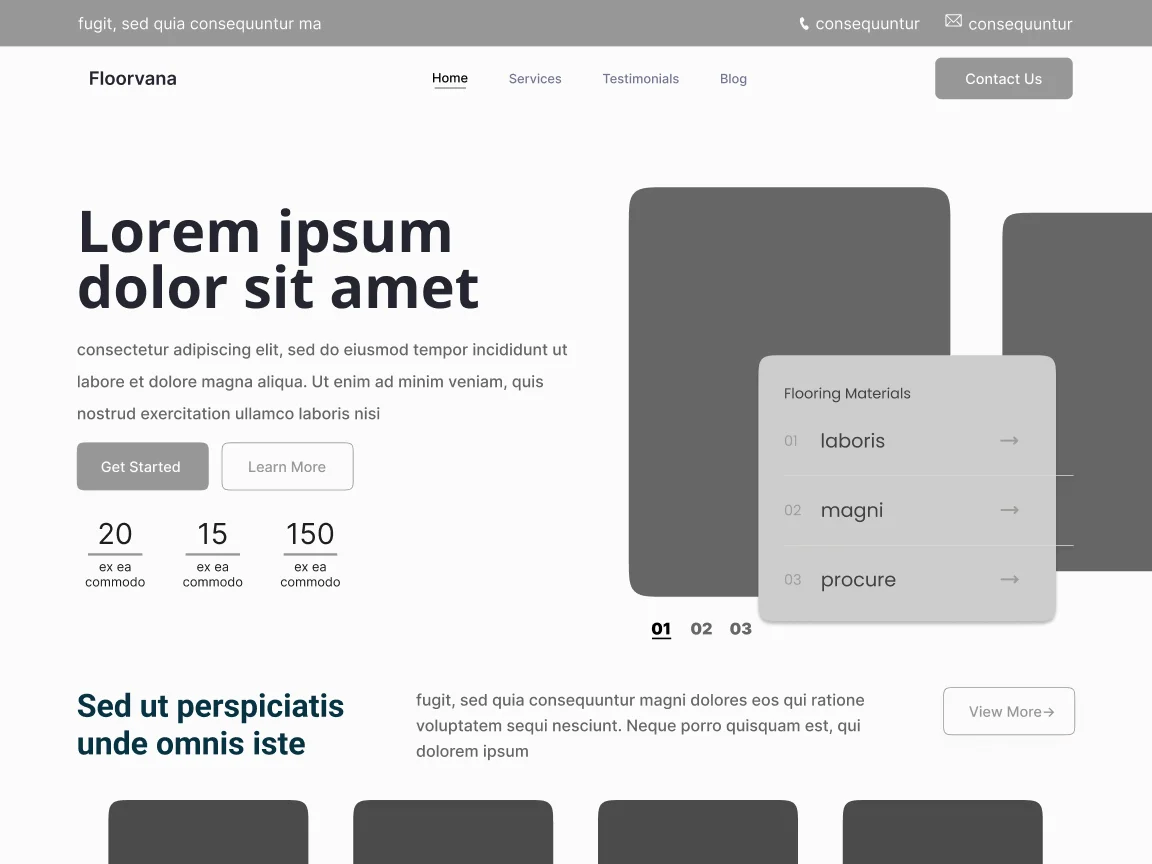 fugit, sed quia consequuntur ma
consequuntur
consequuntur
Floorvana
Home
Services
Testimonials
Blog
Contact Us
Lorem ipsum
dolor sit amet
consectetur adipiscing elit, sed do eiusmod tempor incididunt ut
labore et dolore magna aliqua. Ut enim ad minim veniam, quis
nostrud exercitation ullamco laboris nisi
Get Started
Learn More
20
ex ea
commodo
15
ex ea
commodo
150
ex ea
commodo
Flooring Materials
01 laboris →
02 magni →
03 procure →
01 02 03
Sed ut perspiciatis
unde omnis iste
fugit, sed quia consequuntur magni dolores eos qui ratione
voluptatem sequi nesciunt. Neque porro quisquam est, qui
dolorem ipsum
View More→